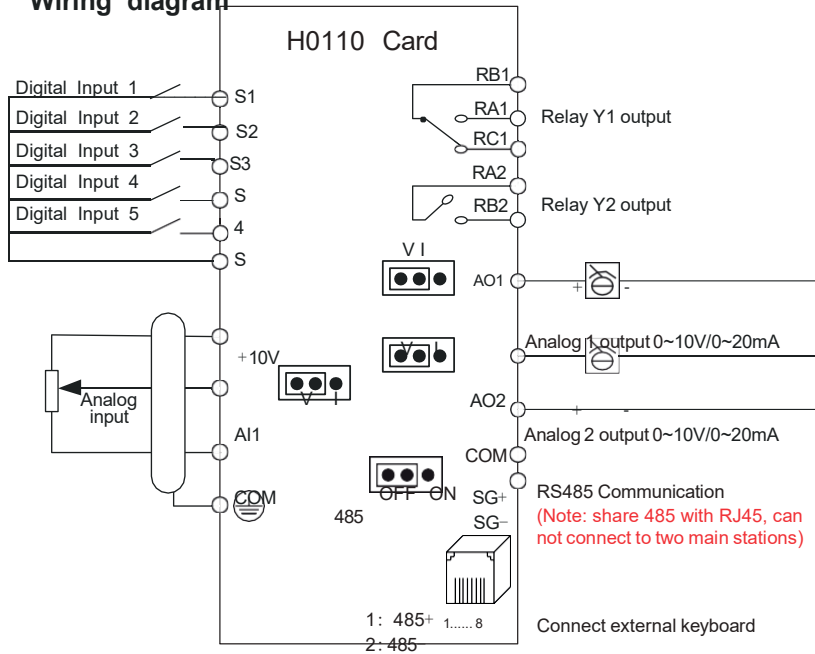 Wiring diagram
H0110 Card
Digital Input 1
Digital Input 2
Digital Input 3
Digital Input 4
Digital Input 5
S1
S2
S3
S
4
S
+10V
Analog
input
AI1
COM
RB1
RA1
RC1
Relay Y1 output
RA2
RB2
Relay Y2 output
V I
AO1
+ -
Analog 1 output 0~10V/0~20mA
V I
V I
AO2
+ -
Analog 2 output 0~10V/0~20mA
COM
OFF ON
485
SG+
SG-
RS485 Communication
(Note: share 485 with RJ45, can
not connect to two main stations)
1: 485+
1...... 8
2: 485-
Connect external keyboard